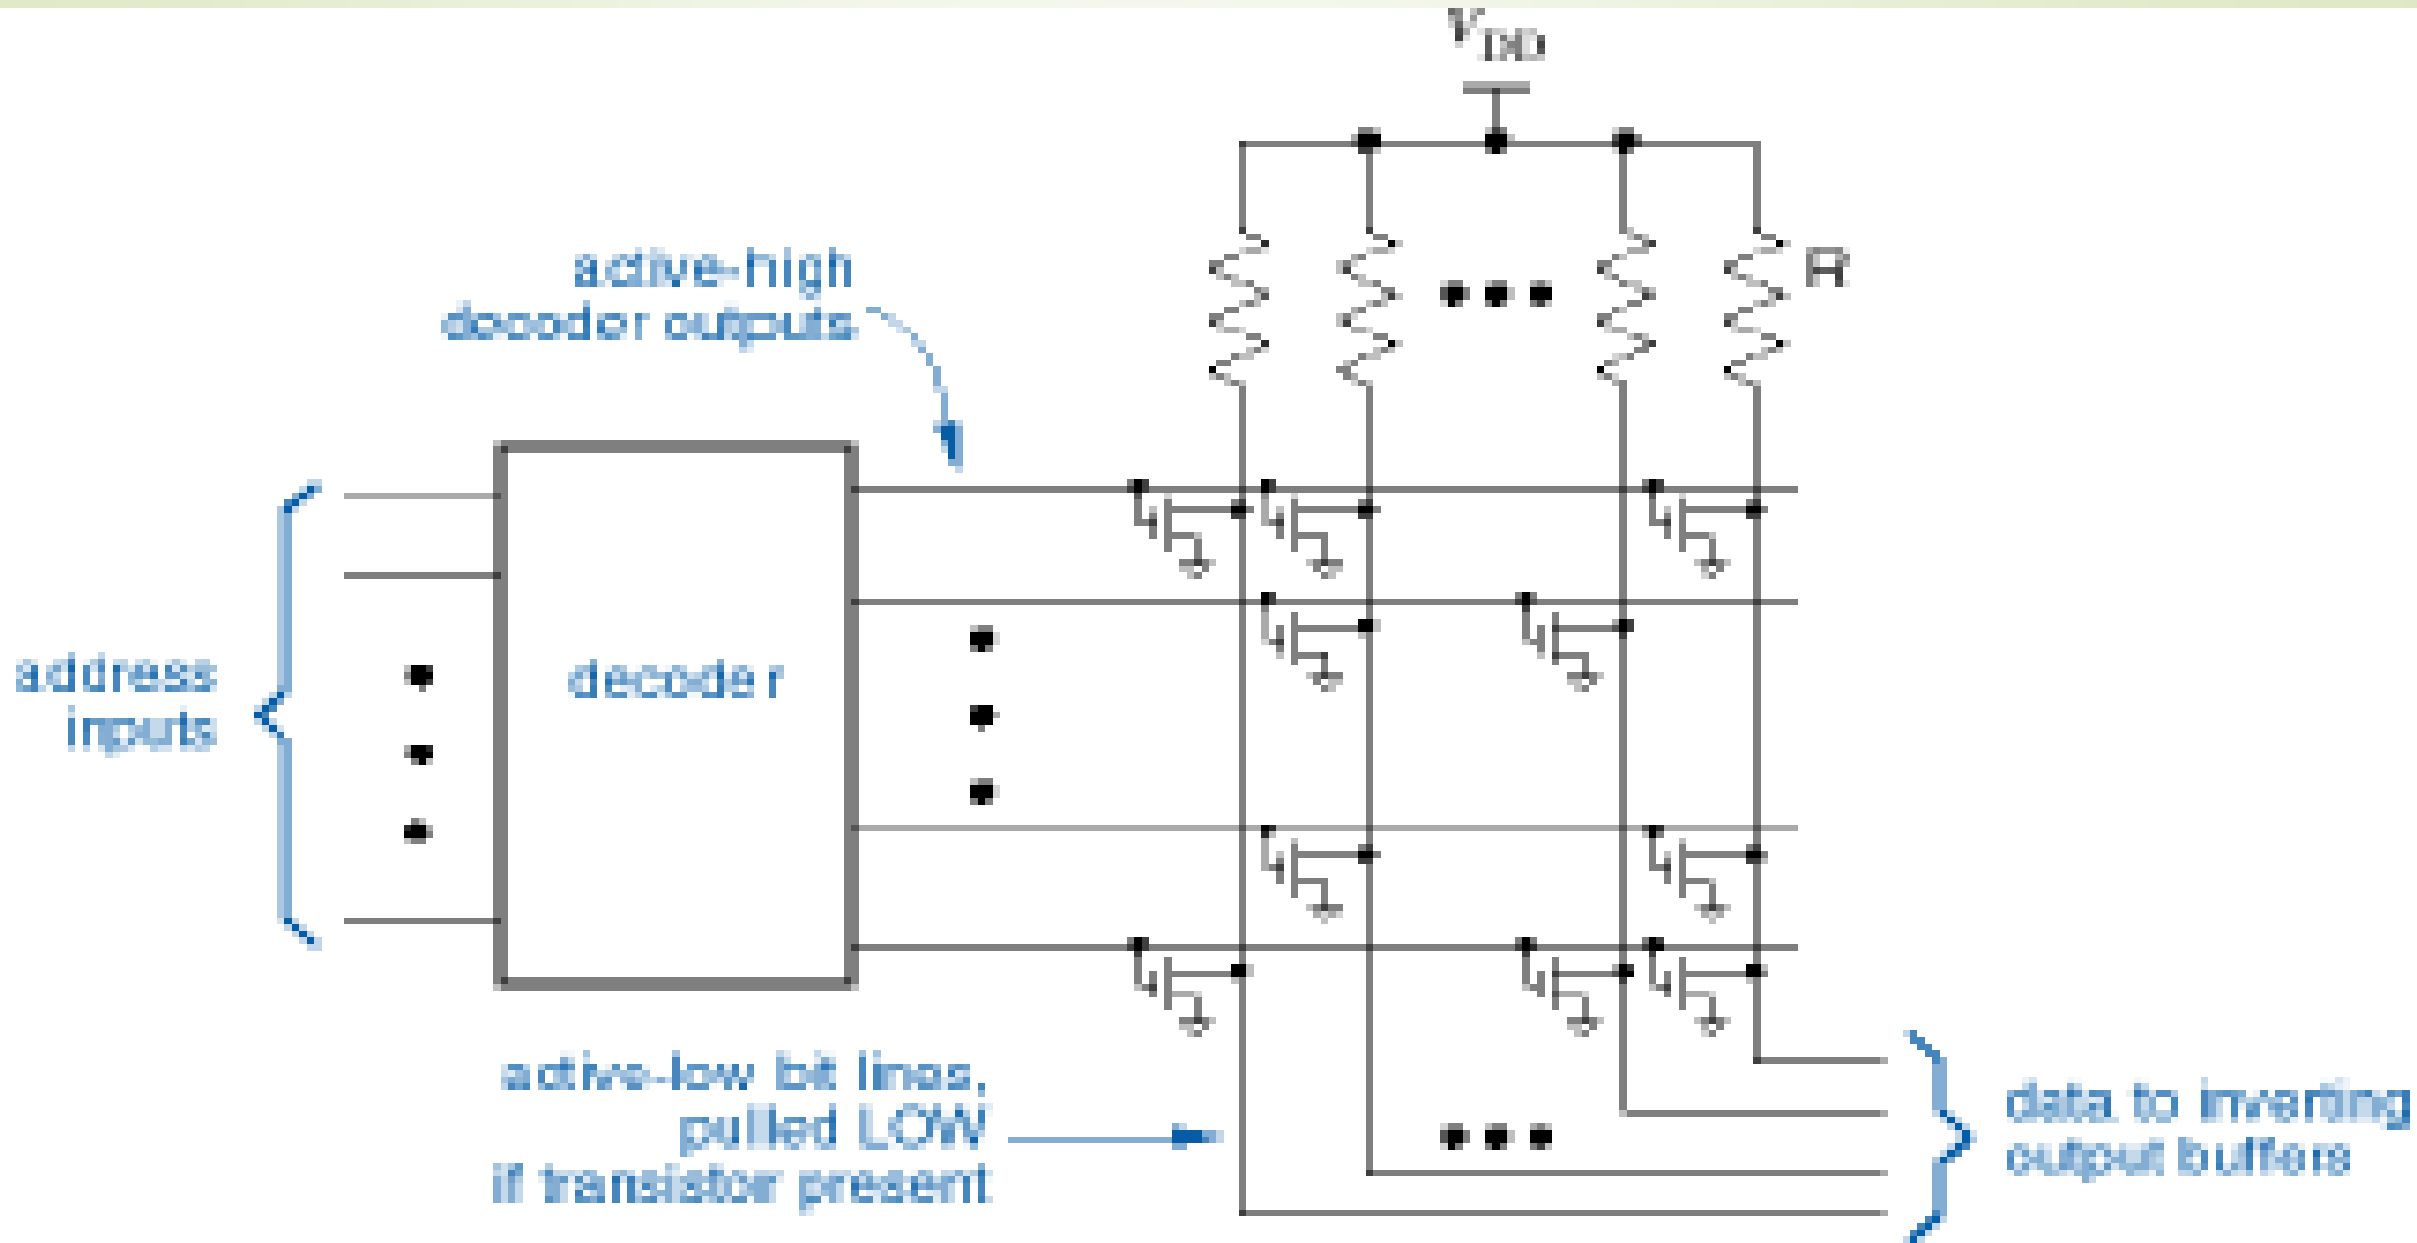 VDD
active-high
decoder outputs
R
address
inputs
decoder
active-low bit lines,
pulled LOW
if transistor present
data to inverting
output buffers